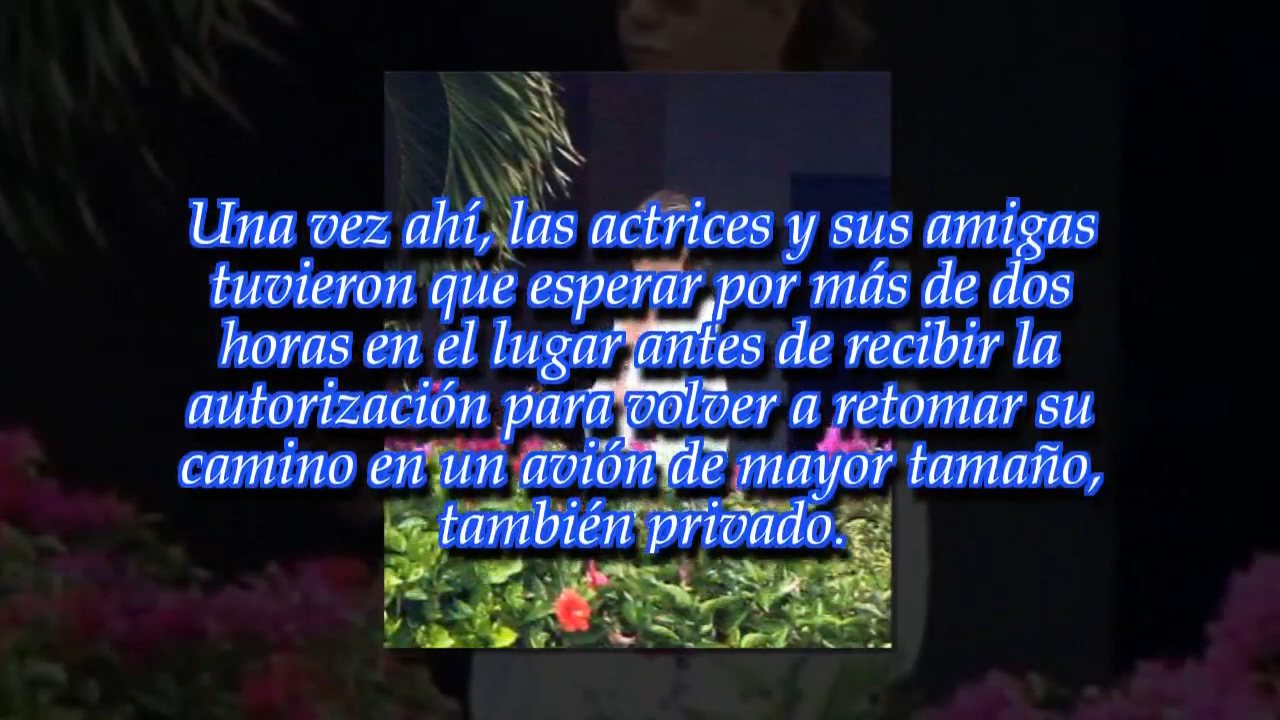 Una vez ahí, las actrices y sus amigas
tuvieron que esperar por más de dos
horas en el lugar antes de recibir la
autorización para volver a retomar su
camino en un avión de mayor tamaño,
también privado.